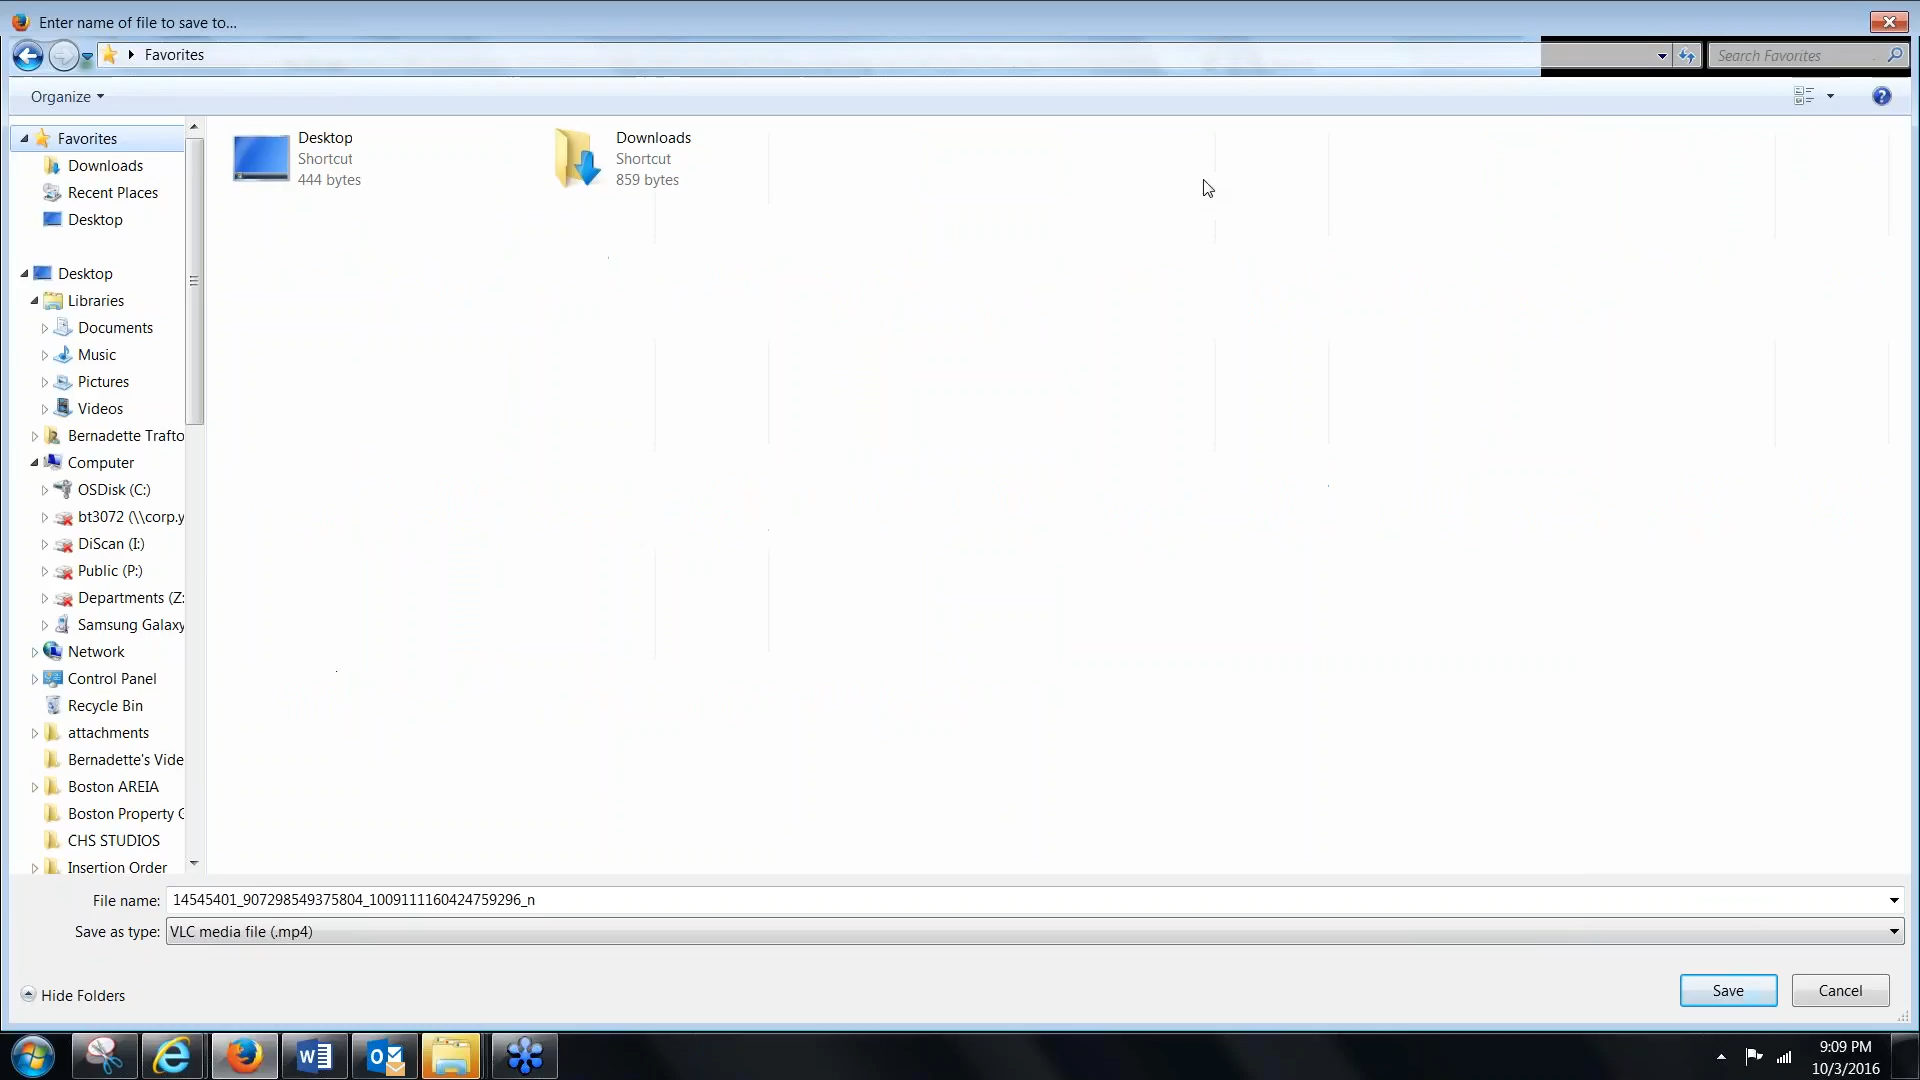 Enter name of file to save to...
Favorites
Search Favorites
Organize
Favorites
Downloads
Recent Places
Desktop
Desktop
Libraries
Documents
Music
Pictures
Videos
Bernadette Trafto
Computer
OSDisk (C:)
bt3072 (\\corp.y
DiScan (I:)
Public (P:)
Departments (Z:
Samsung Galaxy
Network
Control Panel
Recycle Bin
attachments
Bernadette's Vide
Boston AREIA
Boston Property G
CHS STUDIOS
Insertion Order
Desktop
Shortcut
444 bytes
Downloads
Shortcut
859 bytes
File name: 14545401_907298549375804_1009111160424759296_n
Save as type: VLC media file (.mp4)
Hide Folders
Save
Cancel
9:09 PM
10/3/2016